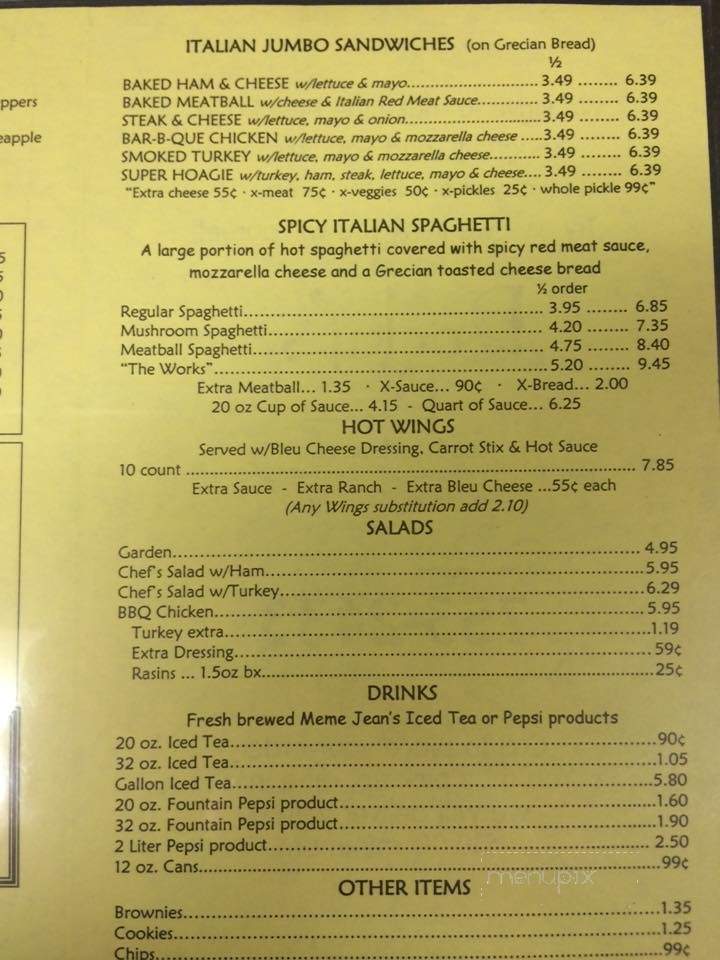 ppers
eapple
5
5
0
5
0
ITALIAN JUMBO SANDWICHES (on Grecian Bread)
½
BAKED HAM & CHEESE w/lettuce & mayo............................ 3.49 ........ 6.39
BAKED MEATBALL w/cheese & Italian Red Meat Sauce............ 3.49 ........ 6.39
STEAK & CHEESE w/lettuce, mayo & onion............................ 3.49 ........ 6.39
BAR-B-QUE CHICKEN w/lettuce, mayo & mozzarella cheese ..... 3.49 ........ 6.39
SMOKED TURKEY w/lettuce, mayo & mozzarella cheese........... 3.49 ........ 6.39
SUPER HOAGIE w/turkey, ham, steak, lettuce, mayo & cheese.... 3.49 ........ 6.39
"Extra cheese 55¢ · x-meat 75¢ · x-veggies 50¢ · x-pickles 25¢ · whole pickle 99¢"
SPICY ITALIAN SPAGHETTI
A large portion of hot spaghetti covered with spicy red meat sauce,
mozzarella cheese and a Grecian toasted cheese bread
½ order
Regular Spaghetti............................................................ 3.95 ........ 6.85
Mushroom Spaghetti....................................................... 4.20 ........ 7.35
Meatball Spaghetti.......................................................... 4.75 ........ 8.40
"The Works".................................................................. 5.20 ........ 9.45
Extra Meatball... 1.35 · X-Sauce... 90¢ · X-Bread... 2.00
20 oz Cup of Sauce... 4.15 - Quart of Sauce... 6.25
HOT WINGS
Served w/Bleu Cheese Dressing, Carrot Stix & Hot Sauce
10 count ........................................................................................ 7.85
Extra Sauce - Extra Ranch - Extra Bleu Cheese ...55¢ each
(Any Wings substitution add 2.10)
SALADS
Garden........................................................................................... 4.95
Chef's Salad w/Ham.........................................................................5.95
Chef's Salad w/Turkey......................................................................6.29
BBQ Chicken...................................................................................5.95
Turkey extra.................................................................................1.19
Extra Dressing...............................................................................59¢
Rasins ... 1.5oz bx..........................................................................25¢
DRINKS
Fresh brewed Meme Jean's Iced Tea or Pepsi products
20 oz. Iced Tea................................................................................90¢
32 oz. Iced Tea................................................................................1.05
Gallon Iced Tea................................................................................5.80
20 oz. Fountain Pepsi product............................................................1.60
32 oz. Fountain Pepsi product............................................................1.90
2 Liter Pepsi product....................................................................... 2.50
12 oz. Cans.....................................................................................99¢
menupix
OTHER ITEMS
Brownies.........................................................................................1.35
Cookies...........................................................................................1.25
Chips..............................................................................................99¢